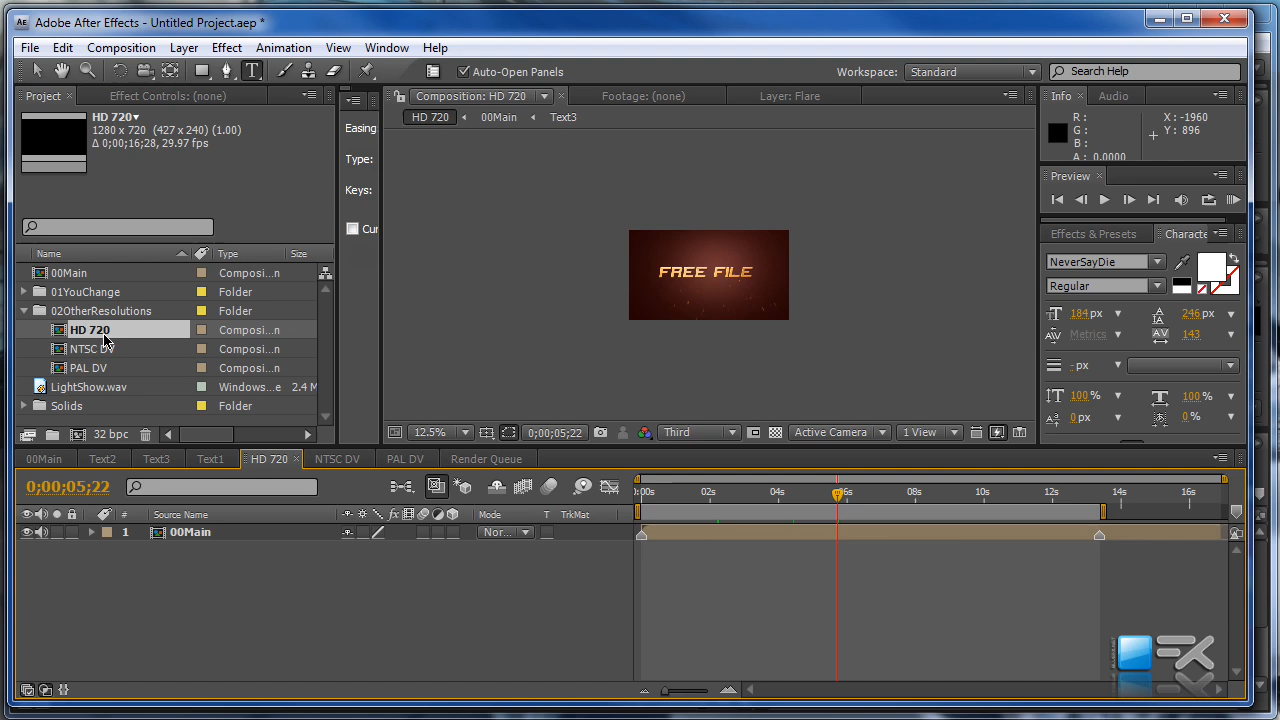 Adobe After Effects - Untitled Project.aep *
File Edit Composition Layer Effect Animation View Window Help
Auto-Open Panels
Workspace: Standard
Search Help
Project
Effect Controls: (none)
Composition: HD 720
Footage: (none)
Layer: Flare
Info
Audio
HD 720
1280 x 720 (427 x 240) (1.00)
Δ 0;00;16;28, 29.97 fps
Easing
Type:
Keys:
Cur
HD 720 00Main Text3
R :
G :
B :
A : 0.0000
X : -1960
Y : 896
Preview
FREE FILE
Effects & Presets
Characte
NeverSayDie
Regular
184 px
246 px
Metrics
143
- px
100 %
100 %
0 px
0 %
Name Type Size
00Main Composi...n
01YouChange Folder
02OtherResolutions Folder
HD 720 Composi...n
NTSC DV Composi...n
PAL DV Composi...n
LightShow.wav Windows...e 2.4 M
Solids Folder
32 bpc
12.5% 0;00;05;22 Third Active Camera 1 View
00Main Text2 Text3 Text1 HD 720 NTSC DV PAL DV Render Queue
0;00;05;22
):00s 02s 04s 06s 08s 10s 12s 14s 16s
# Source Name fx Mode T TrkMat
1 00Main Nor...